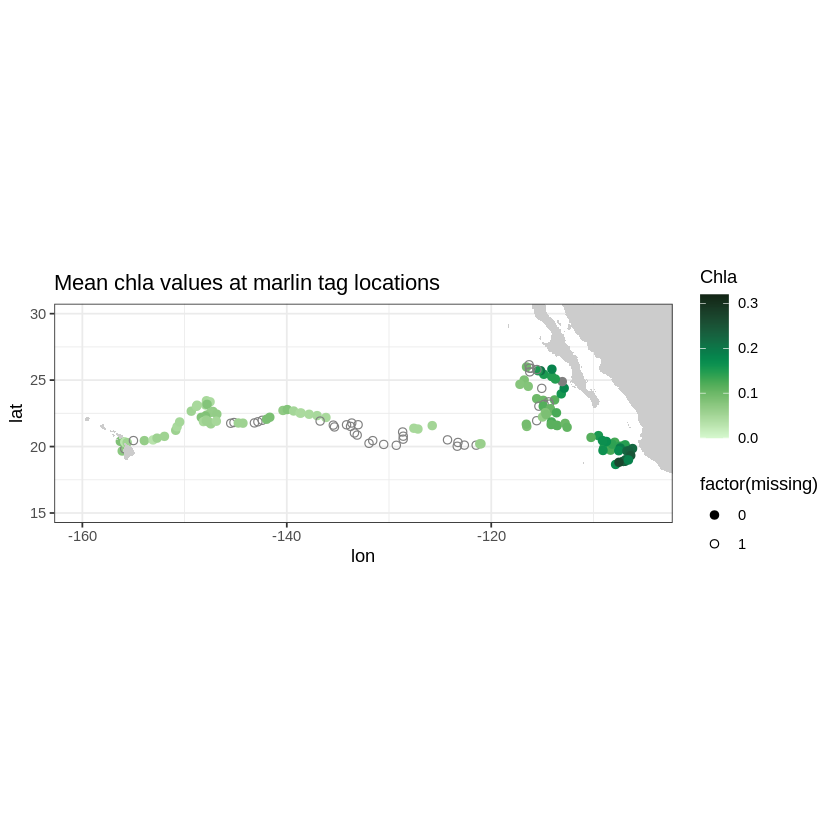 Mean chla values at marlin tag locations
30
25
20
15
lat
-160
-140
-120
lon
Chla
0.3
0.2
0.1
0.0
factor(missing)
0
1